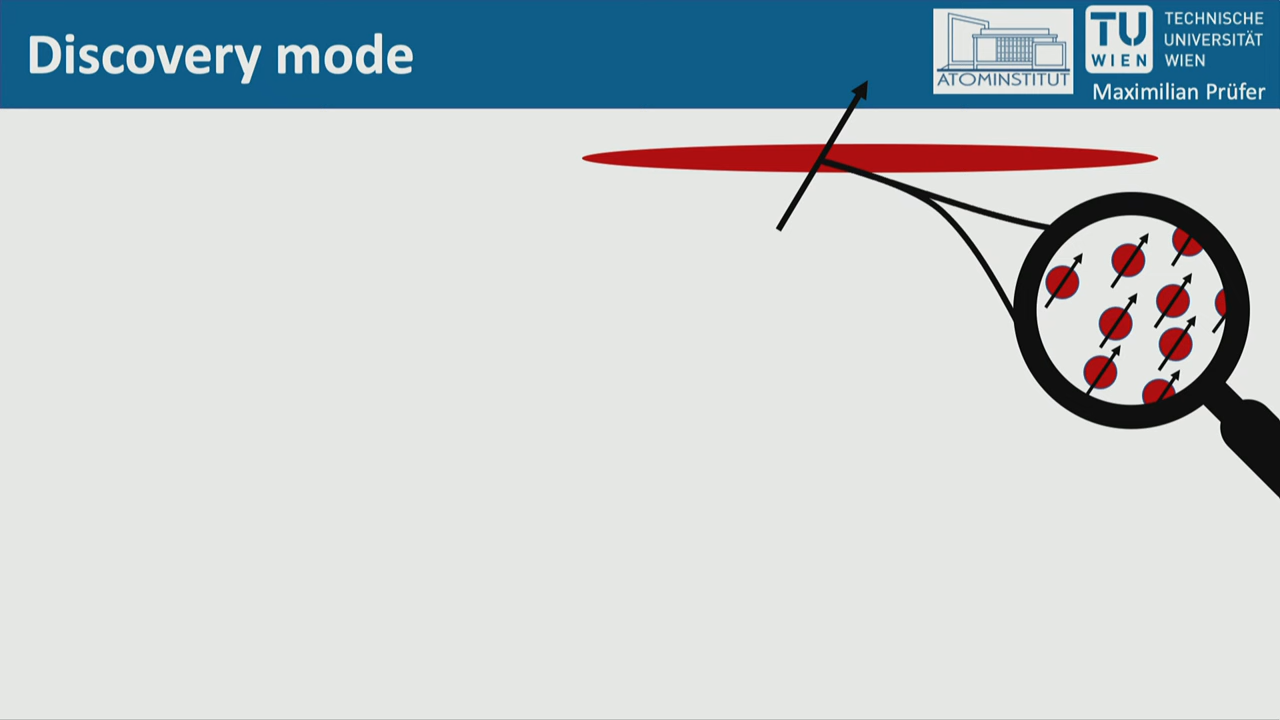 Discovery mode
ATOMINSTITUT
TU
WIEN
TECHNISCHE
UNIVERSITÄT
WIEN
Maximilian Prüfer